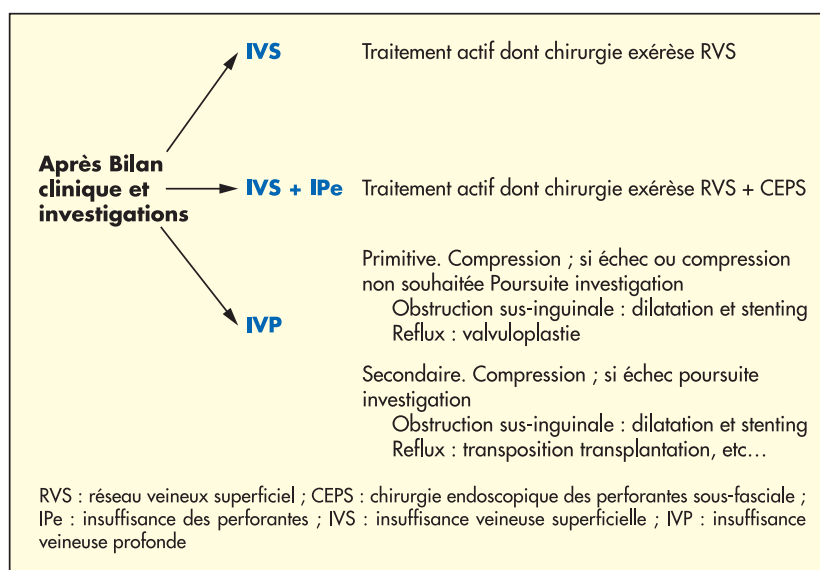 IVS Traitement actif dont chirurgie exérèse RVS
Après Bilan
clinique et
investigations
IVS + IPe Traitement actif dont chirurgie exérèse RVS + CEPS
IVP
Primitive. Compression ; si échec ou compression
non souhaitée Poursuite investigation
Obstruction sus-inguinale : dilatation et stenting
Reflux : valvuloplastie
Secondaire. Compression ; si échec poursuite
investigation
Obstruction sus-inguinale : dilatation et stenting
Reflux : transposition transplantation, etc...
RVS : réseau veineux superficiel ; CEPS : chirurgie endoscopique des perforantes sous-fasciale ;
IPe : insuffisance des perforantes ; IVS : insuffisance veineuse superficielle ; IVP : insuffisance
veineuse profonde